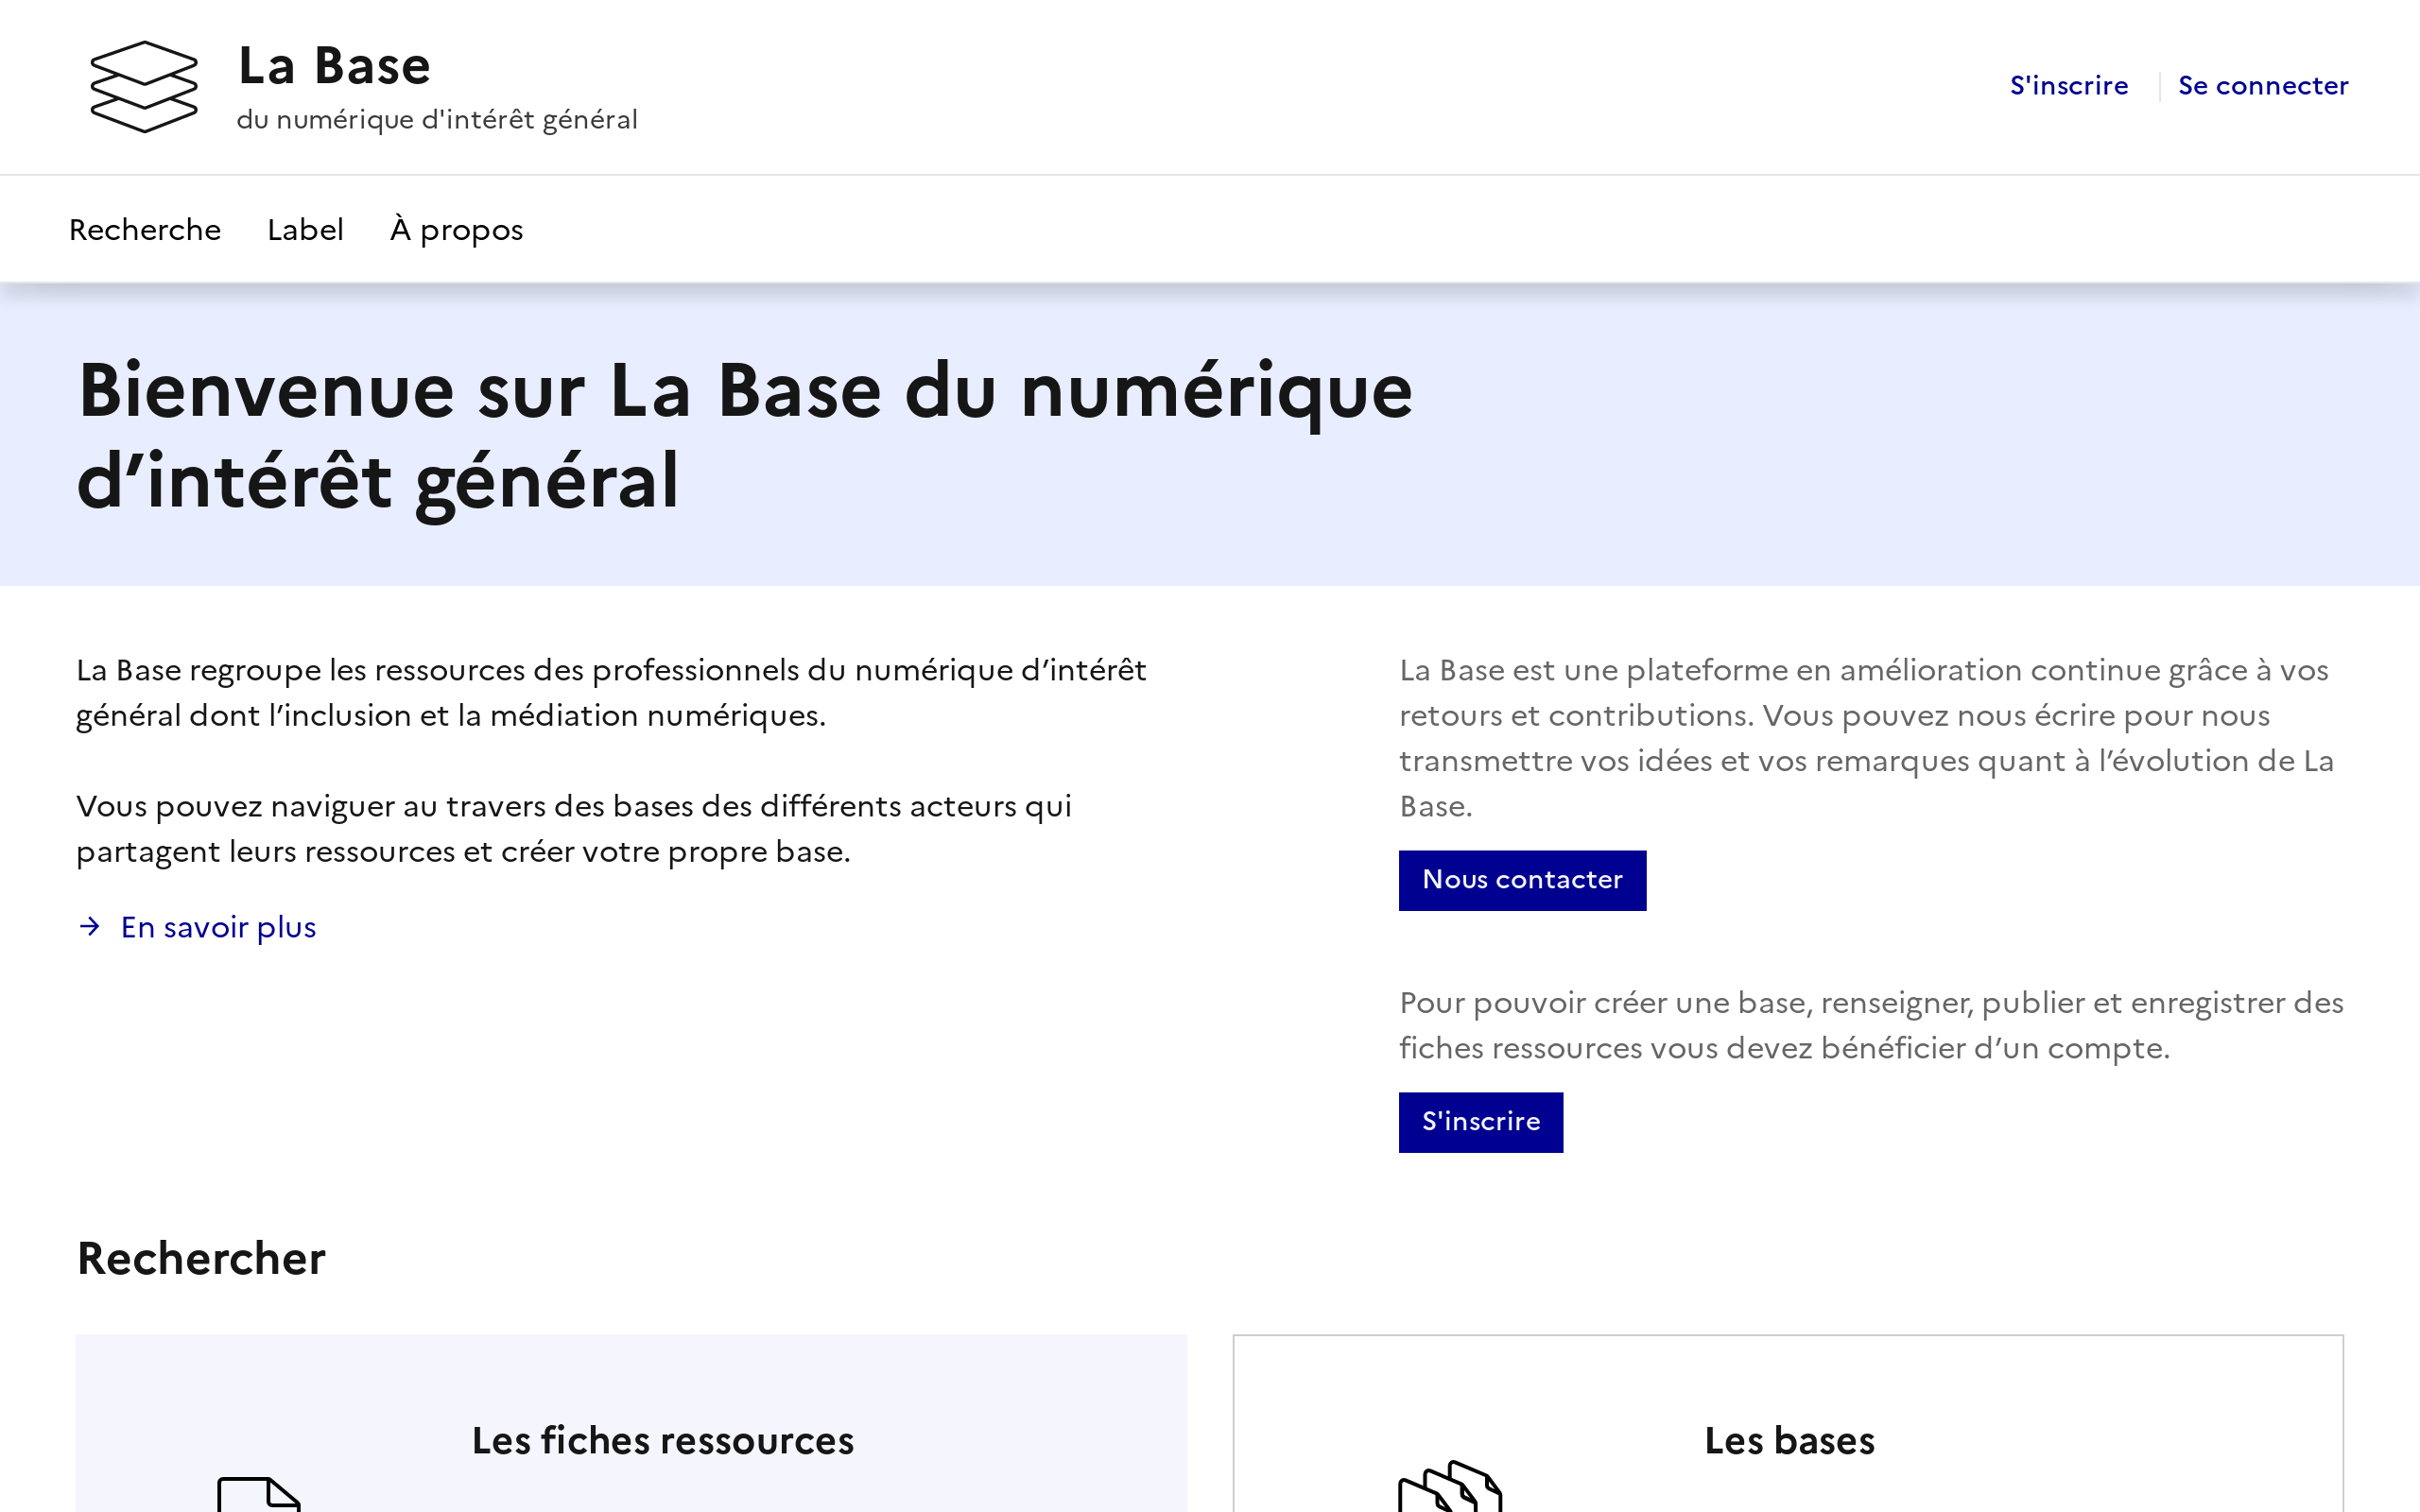 La Base
du numérique d'intérêt général
S'inscrire
Se connecter
Recherche
Label
À propos
Bienvenue sur La Base du numérique
d’intérêt général
La Base regroupe les ressources des professionnels du numérique d’intérêt
général dont l’inclusion et la médiation numériques.
Vous pouvez naviguer au travers des bases des différents acteurs qui
partagent leurs ressources et créer votre propre base.
→ En savoir plus
La Base est une plateforme en amélioration continue grâce à vos
retours et contributions. Vous pouvez nous écrire pour nous
transmettre vos idées et vos remarques quant à l’évolution de La
Base.
Nous contacter
Pour pouvoir créer une base, renseigner, publier et enregistrer des
fiches ressources vous devez bénéficier d’un compte.
S'inscrire
Rechercher
Les fiches ressources
Les bases